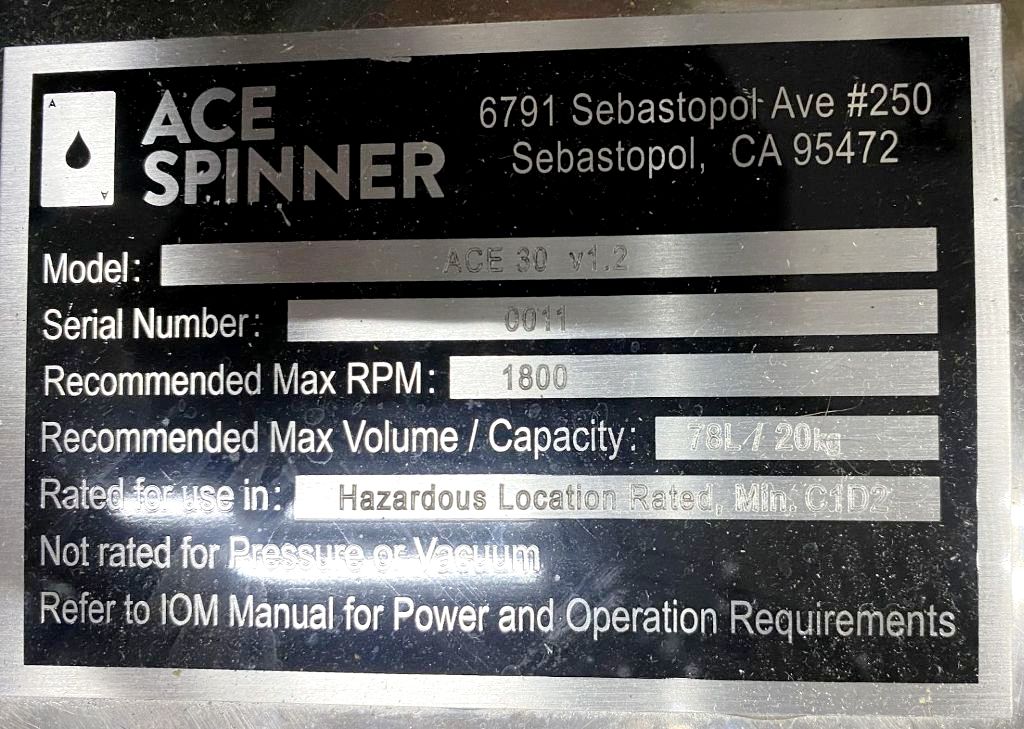 A
ACE
SPINNER
A
6791 Sebastopol Ave #250
Sebastopol, CA 95472
Model: ACE 30 v1.2
Serial Number: 0011
Recommended Max RPM: 1800
Recommended Max Volume / Capacity: 78L / 20kg
Rated for use in: Hazardous Location Rated, Min. C1D2
Not rated for Pressure or Vacuum
Refer to IOM Manual for Power and Operation Requirements